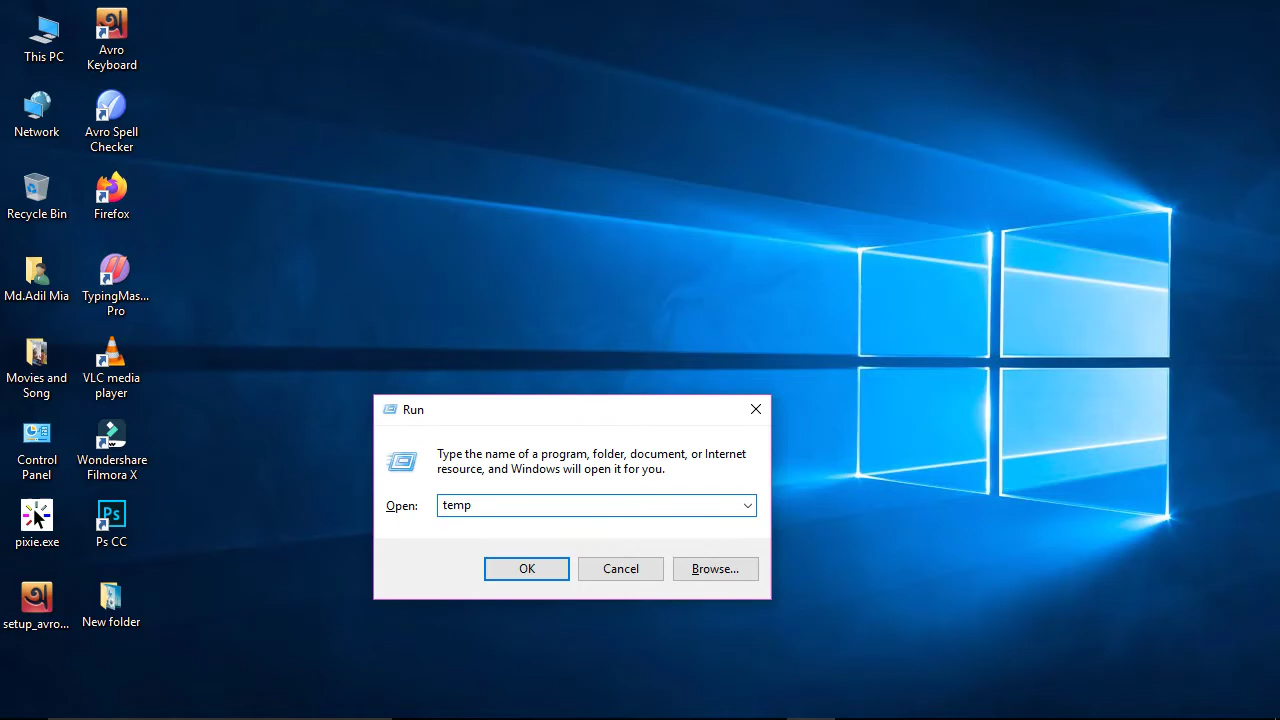 This PC
Avro
Keyboard
Network
Avro Spell
Checker
Recycle Bin
Firefox
Md.Adil Mia
TypingMas...
Pro
Movies and
Song
VLC media
player
Control
Panel
Wondershare
Filmora X
pixie.exe
Ps
Ps CC
অ
setup_avro...
New folder
Run
Type the name of a program, folder, document, or Internet
resource, and Windows will open it for you.
Open:
temp
OK
Cancel
Browse...